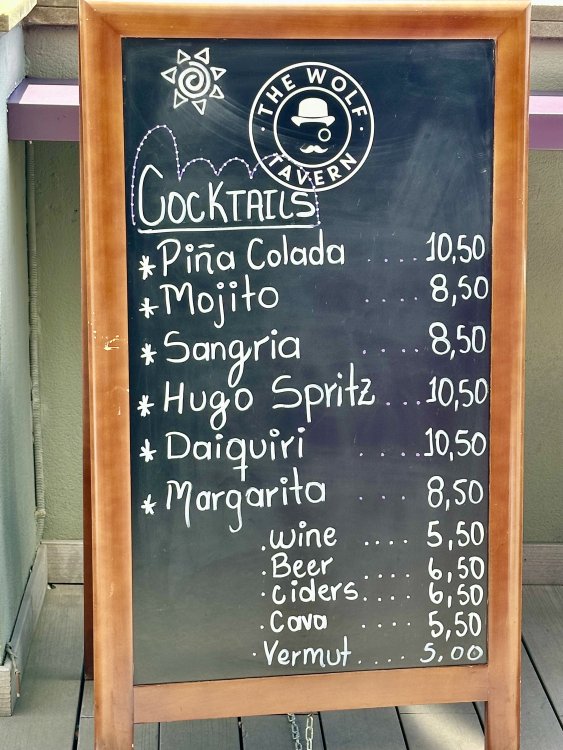 THE WOLF
TAVERN
COCKTAILS
* Piña Colada .... 10,50
* Mojito .... 8,50
* Sangria .... 8,50
* Hugo Spritz ... 10,50
* Daiquiri .... 10,50
* Margarita ... 8,50
. wine .... 5,50
. Beer .... 6,50
. ciders.... 6,50
. Cava .... 5,50
. Vermut .... 5,00